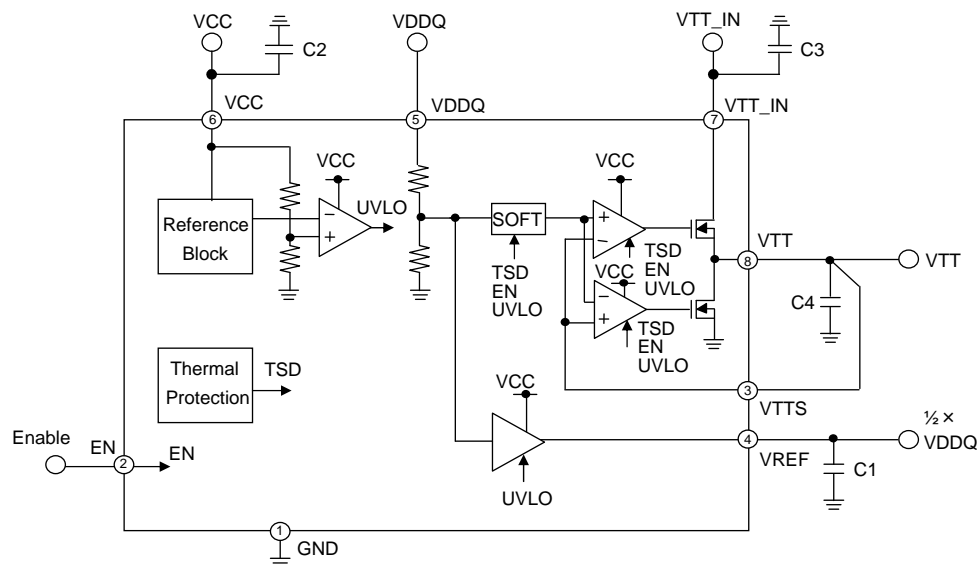 VCC
C2
VDDQ
VTT_IN
C3
VCC
VDDQ
VTT_IN
6
5
7
VCC
UVLO
Reference
Block
−
+
SOFT
TSD
EN
UVLO
VCC
+
−
TSD
EN
UVLO
VCC
−
+
TSD
EN
UVLO
VTT
8
VTT
C4
Thermal
Protection
TSD
VCC
3
VTTS
½ ×
VDDQ
4
VREF
C1
UVLO
Enable
EN
2
EN
1
GND